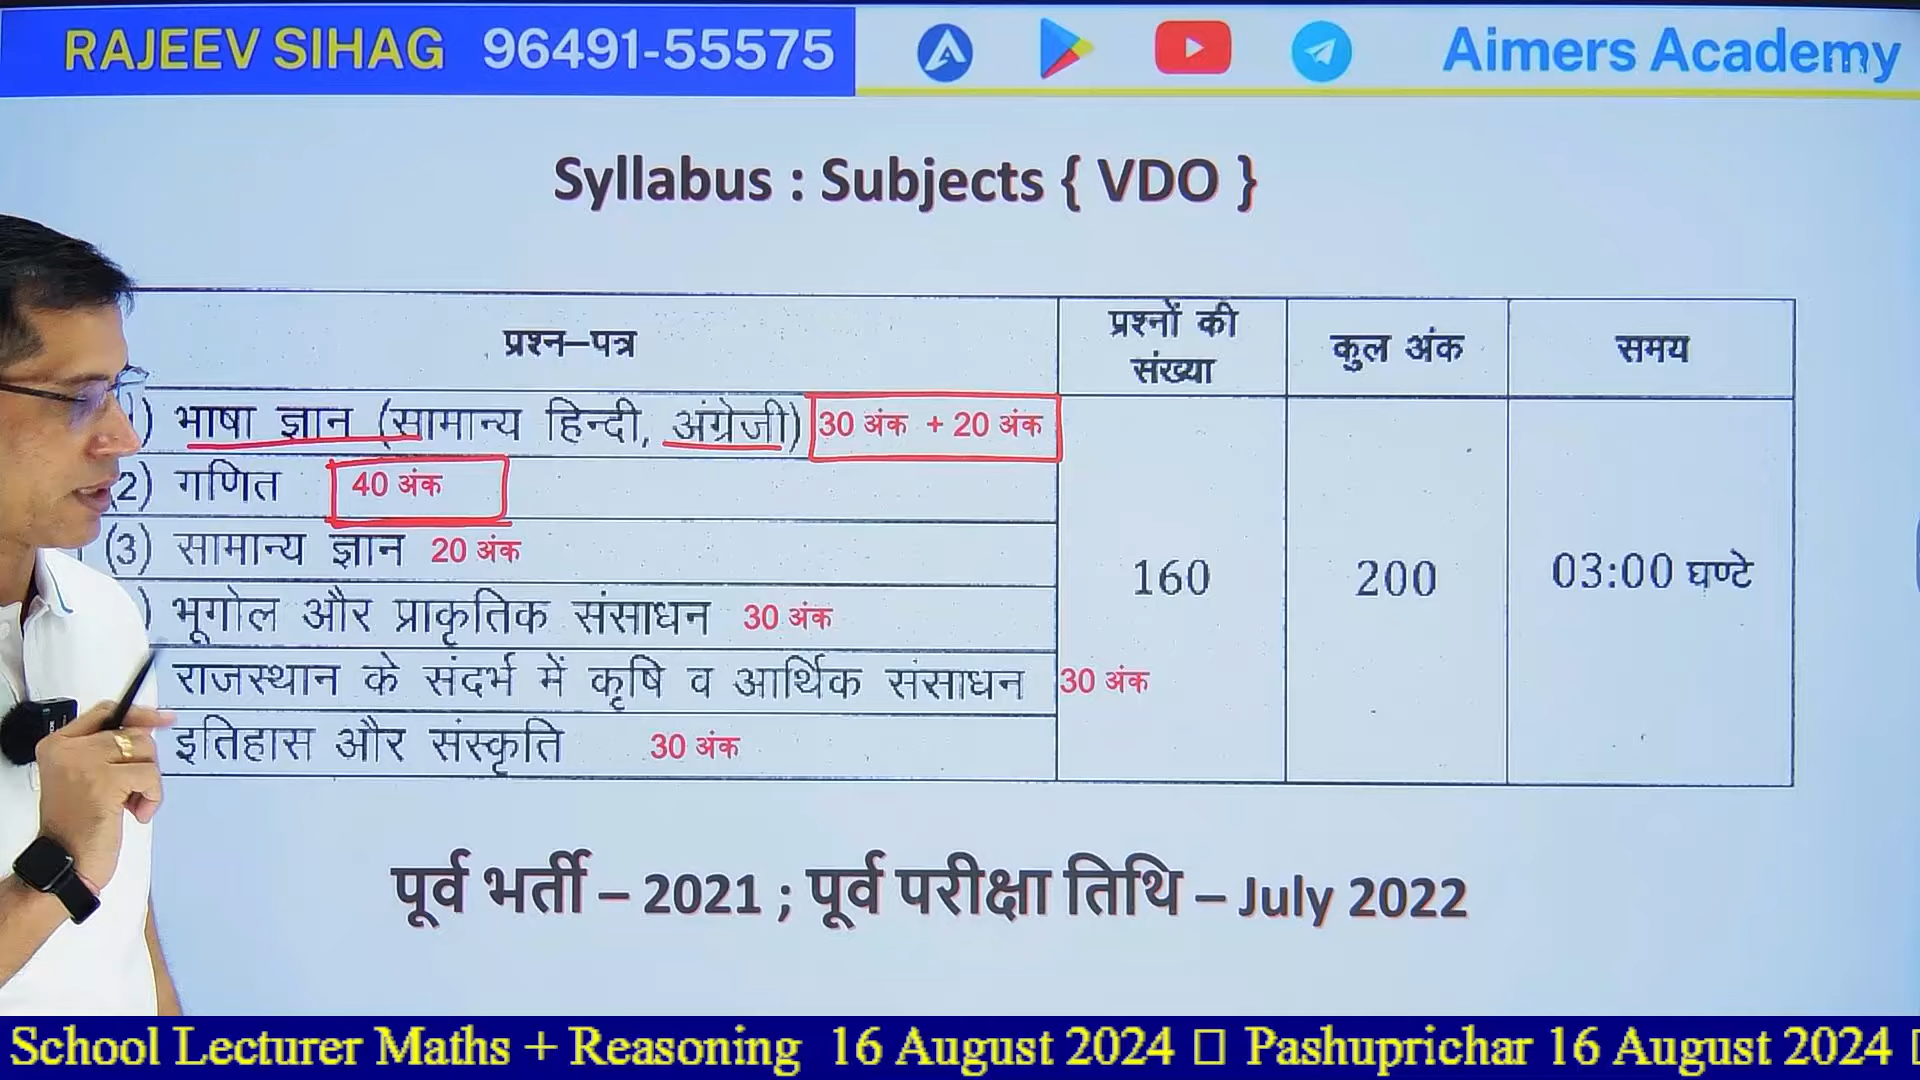 RAJEEV SIHAG 96491-55575 Aimers Academy
Syllabus : Subjects { VDO }
प्रश्न–पत्र प्रश्नों की संख्या कुल अंक समय
1) भाषा ज्ञान (सामान्य हिन्दी, अंग्रेजी) 30 अंक + 20 अंक
(2) गणित 40 अंक
(3) सामान्य ज्ञान 20 अंक
) भूगोल और प्राकृतिक संसाधन 30 अंक
160 200 03:00 घण्टे
राजस्थान के संदर्भ में कृषि व आर्थिक संसाधन 30 अंक
इतिहास और संस्कृति 30 अंक
पूर्व भर्ती – 2021 ; पूर्व परीक्षा तिथि – July 2022
School Lecturer Maths + Reasoning 16 August 2024 □ Pashuprichar 16 August 2024